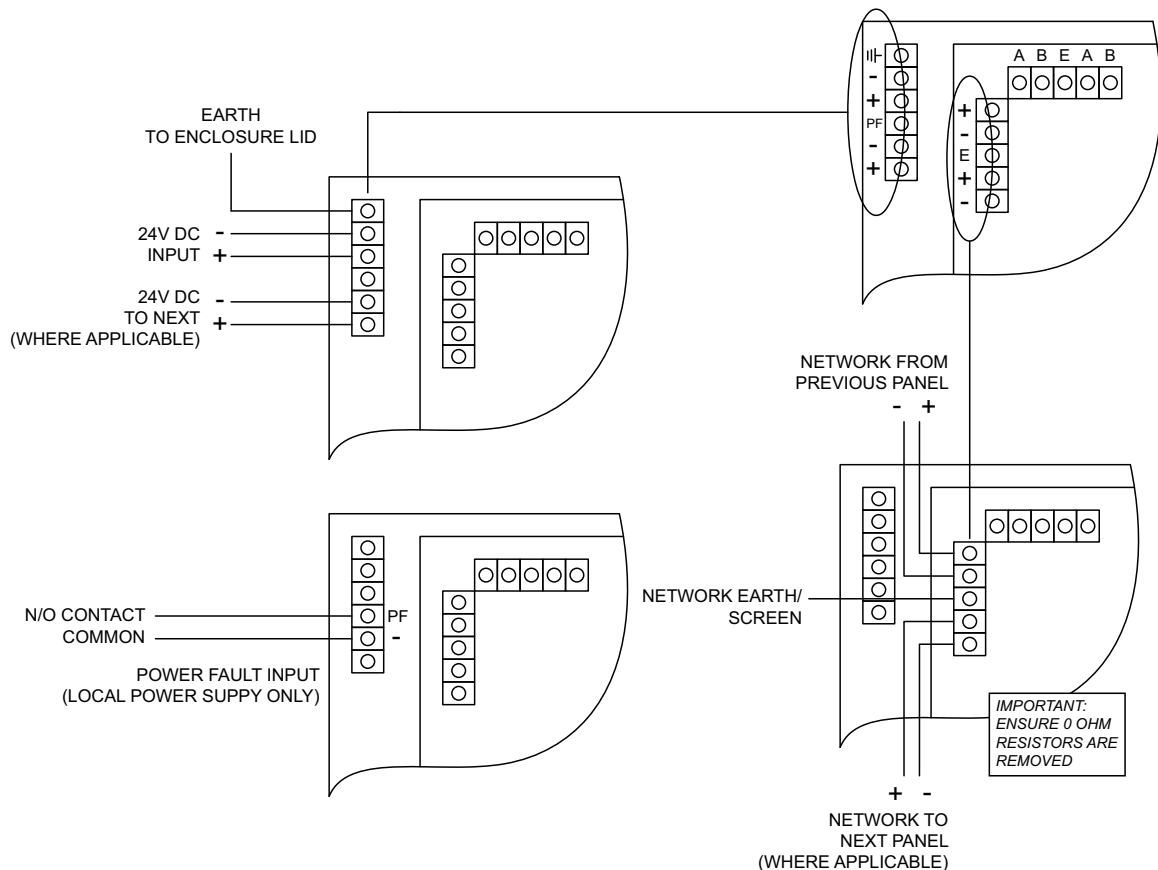 EARTH
TO ENCLOSURE LID
24V DC -
INPUT +
24V DC -
TO NEXT +
(WHERE APPLICABLE)
-
+
PF
-
+
A B E A B
+
-
E
+
-
N/O CONTACT
COMMON
PF
-
POWER FAULT INPUT
(LOCAL POWER SUPPY ONLY)
NETWORK FROM
PREVIOUS PANEL
- +
NETWORK EARTH/
SCREEN
IMPORTANT:
ENSURE 0 OHM
RESISTORS ARE
REMOVED
+ -
NETWORK TO
NEXT PANEL
(WHERE APPLICABLE)